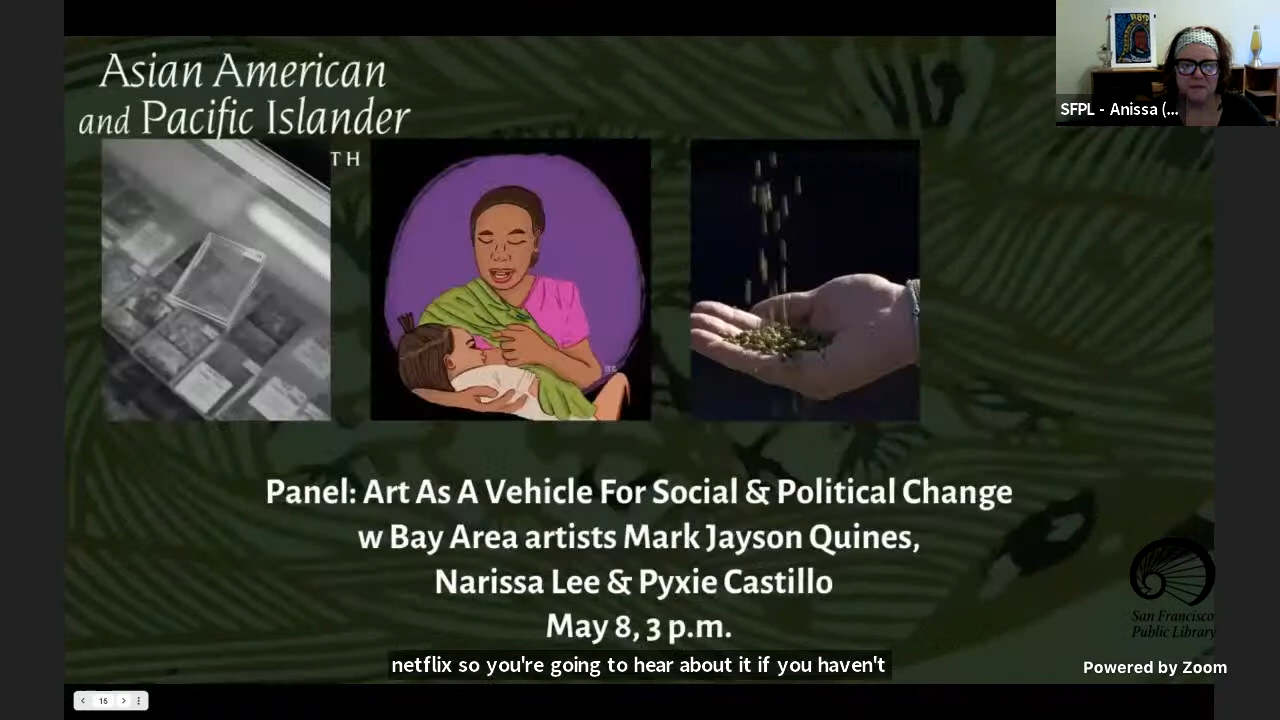 Asian American
and Pacific Islander
TH
SFPL - Anissa (...
Panel: Art As A Vehicle For Social & Political Change
w Bay Area artists Mark Jayson Quines,
Narissa Lee & Pyxie Castillo
May 8, 3 p.m.
San Francisco
Public Library
netflix so you're going to hear about it if you haven't
Powered by Zoom
16